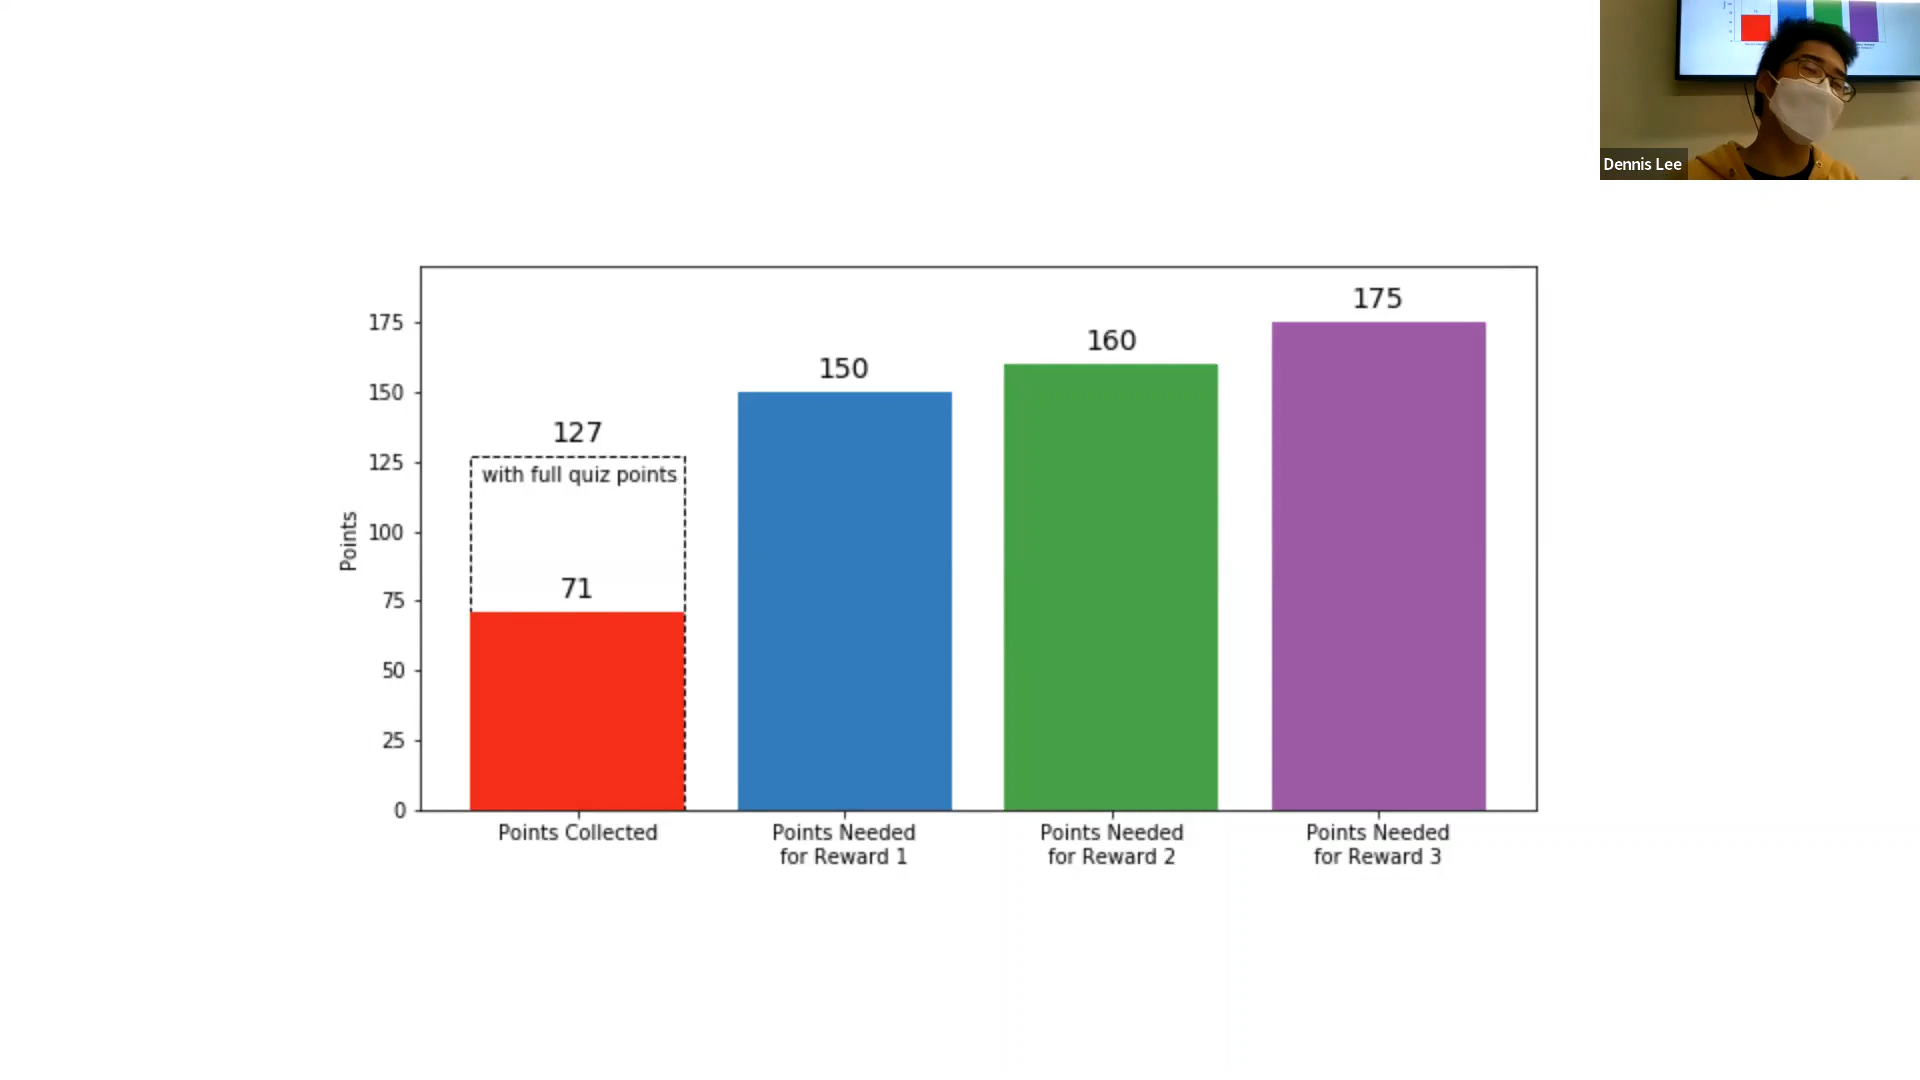 Dennis Lee
175
150
125
100
75
50
25
0
Points
127
with full quiz points
71
150
160
175
Points Collected
Points Needed
for Reward 1
Points Needed
for Reward 2
Points Needed
for Reward 3